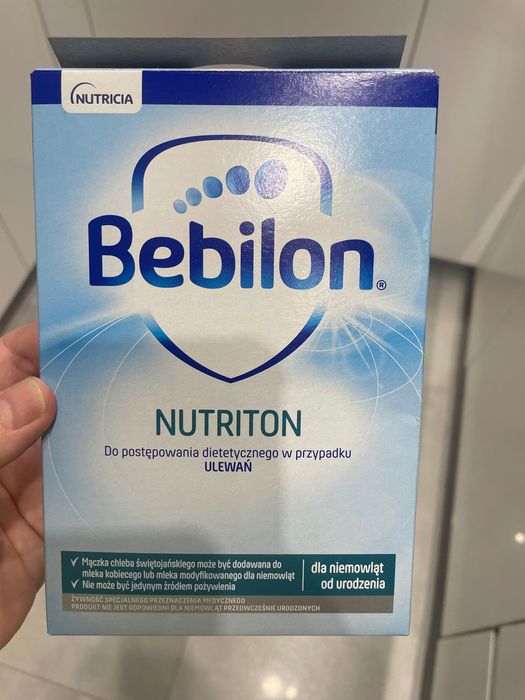 NUTRICIA
Bebilon®
NUTRITON
Do postępowania dietetycznego w przypadku
ULEWAŃ
✓ Mączka chleba świętojańskiego może być dodawana do
mleka kobiecego lub mleka modyfikowanego dla niemowląt
✓ Nie może być jedynym źródłem pożywienia
dla niemowląt
od urodzenia
ŻYWNOŚĆ SPECJALNEGO PRZEZNACZENIA MEDYCZNEGO
PRODUKT NIE JEST ODPOWIEDNI DLA NIEMOWLĄT PRZEDWCZEŚNIE URODZONYCH